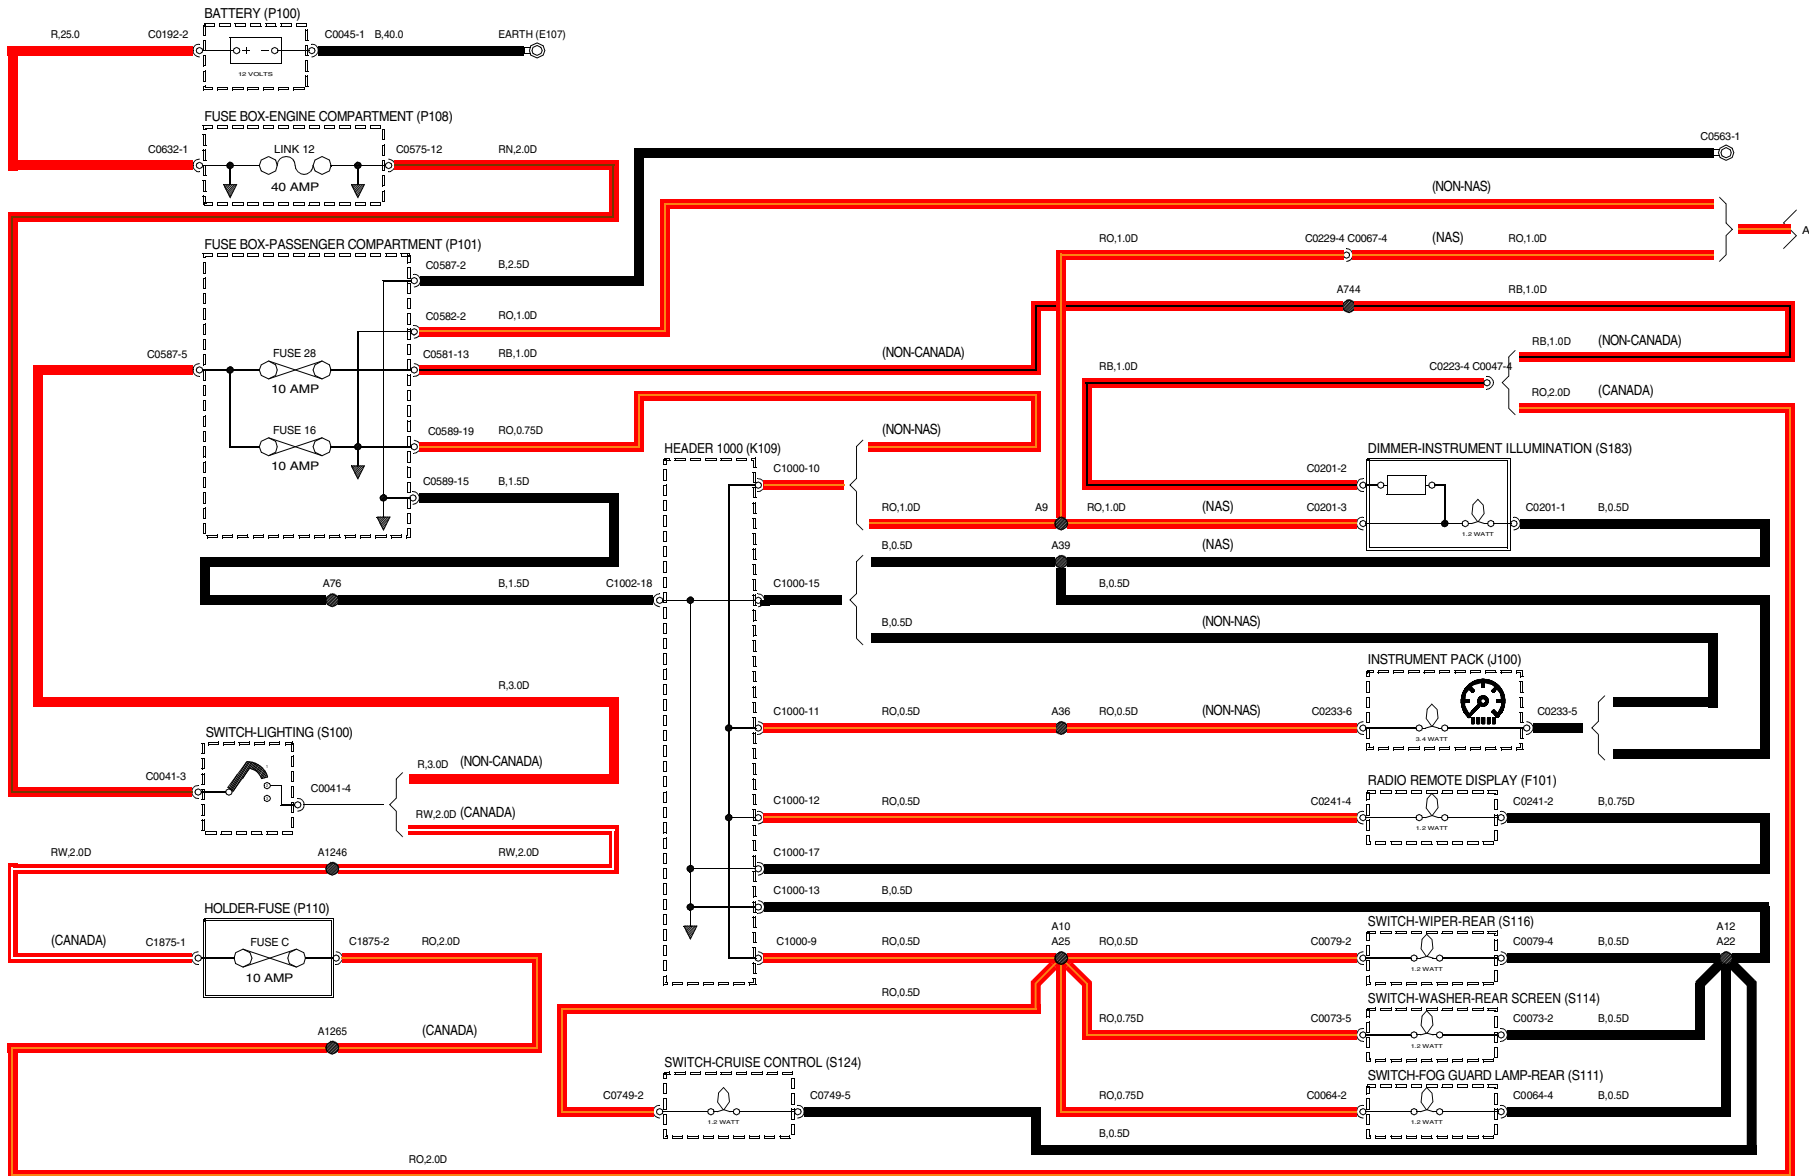 BATTERY (P100)
R,25.0
C0192-2
C0045-1
B,40.0
EARTH (E107)
12 VOLTS
FUSE BOX-ENGINE COMPARTMENT (P108)
C0632-1
LINK 12
C0575-12
RN,2.0D
40 AMP
C0563-1
(NON-NAS)
RO,1.0D
C0229-4 C0067-4
(NAS)
RO,1.0D
A
FUSE BOX-PASSENGER COMPARTMENT (P101)
C0587-2
B,2.5D
C0582-2
RO,1.0D
A744
RB,1.0D
C0587-5
FUSE 28
C0581-13
RB,1.0D
(NON-CANADA)
10 AMP
RB,1.0D
(NON-CANADA)
RB,1.0D
C0223-4 C0047-4
RO,2.0D
(CANADA)
FUSE 16
C0589-19
RO,0.75D
(NON-NAS)
10 AMP
HEADER 1000 (K109)
DIMMER-INSTRUMENT ILLUMINATION (S183)
C0589-15
B,1.5D
C1000-10
C0201-2
RO,1.0D
A9
RO,1.0D
(NAS)
C0201-3
C0201-1
B,0.5D
1.2 WATT
B,0.5D
A39
(NAS)
A76
B,1.5D
C1002-18
C1000-15
B,0.5D
B,0.5D
(NON-NAS)
INSTRUMENT PACK (J100)
R,3.0D
C1000-11
RO,0.5D
A36
RO,0.5D
(NON-NAS)
C0233-6
C0233-5
3.4 WATT
SWITCH-LIGHTING (S100)
C0041-3
R,3.0D
(NON-CANADA)
C0041-4
RADIO REMOTE DISPLAY (F101)
C1000-12
RO,0.5D
C0241-4
C0241-2
B,0.75D
1.2 WATT
RW,2.0D
(CANADA)
RW,2.0D
A1246
RW,2.0D
C1000-17
C1000-13
B,0.5D
HOLDER-FUSE (P110)
(CANADA)
C1875-1
FUSE C
C1875-2
RO,2.0D
10 AMP
SWITCH-WIPER-REAR (S116)
C1000-9
RO,0.5D
A10
A25
RO,0.5D
C0079-2
C0079-4
B,0.5D
A12
A22
1.2 WATT
RO,0.5D
SWITCH-WASHER-REAR SCREEN (S114)
RO,0.75D
C0073-5
C0073-2
B,0.5D
1.2 WATT
A1265
(CANADA)
SWITCH-CRUISE CONTROL (S124)
SWITCH-FOG GUARD LAMP-REAR (S111)
C0749-2
C0749-5
1.2 WATT
RO,0.75D
C0064-2
C0064-4
B,0.5D
1.2 WATT
B,0.5D
RO,2.0D